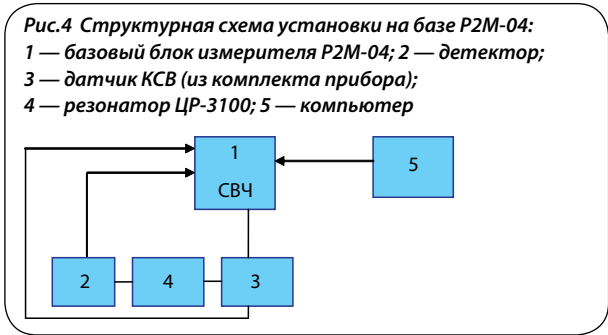 Рис.4 Структурная схема установки на базе Р2М-04:
1 — базовый блок измерителя Р2М-04; 2 — детектор;
3 — датчик КСВ (из комплекта прибора);
4 — резонатор ЦР-3100; 5 — компьютер
1
СВЧ
5
2
4
3